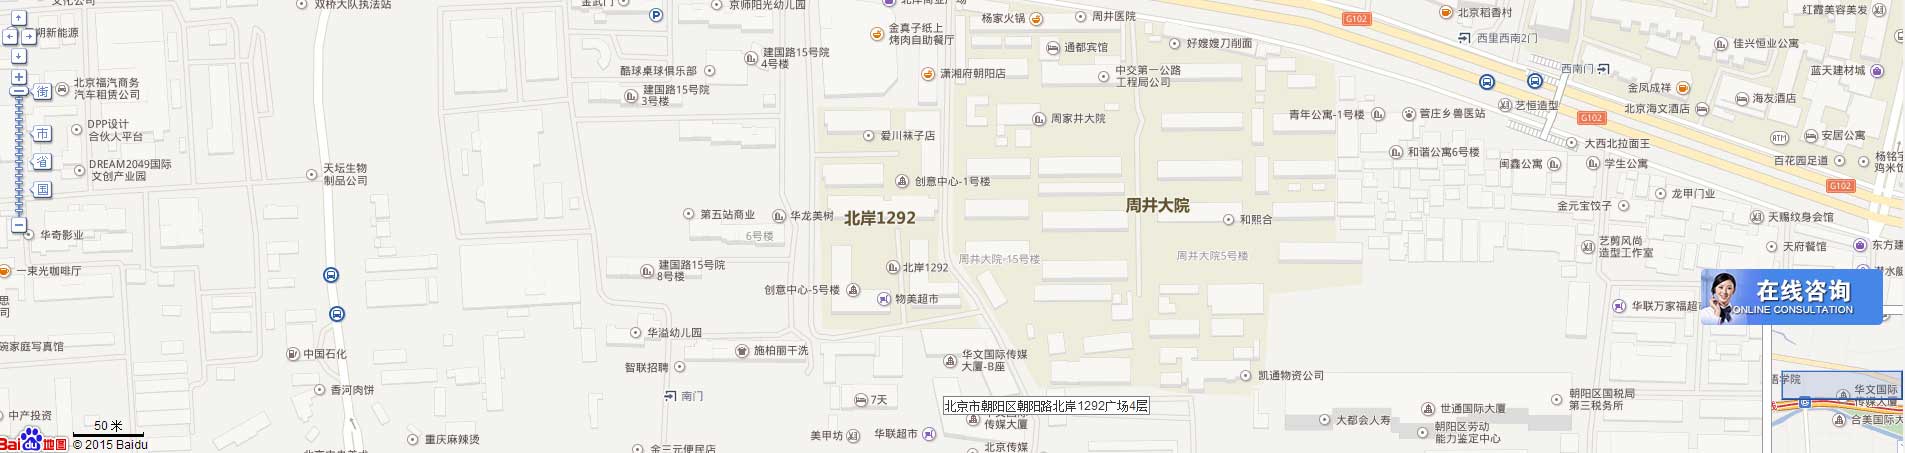 双桥大队执法站
金武门
京师阳光幼儿园
金真子纸上
烤肉自助餐厅
杨家火锅
周井医院
通都宾馆
好嫂嫂刀削面
G102
北京稻香村
西里西南2门
佳兴恒业公寓
红霞美容美发
蓝天建材城
明新能源
建国路15号院
4号楼
酷球桌球俱乐部
潇湘府朝阳店
中交第一公路
工程局公司
西南门
金凤成祥
海友酒店
北京海文酒店
北京福汽商务
汽车租赁公司
街
建国路15号院
3号楼
艺恒造型
G102
青年公寓-1号楼
管庄乡兽医站
DPP设计
合伙人平台
市
爱川袜子店
周家井大院
大西北拉面王
ATM
安居公寓
DREAM2049国际
文创产业园
省
天坛生物
制品公司
和谐公寓6号楼
闽鑫公寓
学生公寓
百花园足道
国
创意中心-1号楼
G102
龙甲门业
第五站商业
华龙美树
6号楼
北岸1292
周井大院
和熙合
金元宝饺子
天赐纹身会馆
华奇影业
艺剪风尚
造型工作室
天府餐馆
一束光咖啡厅
建国路15号院
8号楼
北岸1292
周井大院-15号楼
周井大院5号楼
创意中心-5号楼
物美超市
华联万家福超市
在线咨询
ONLINE CONSULTATION
华溢幼儿园
施柏丽干洗
华文国际传媒
大厦-B座
中国石化
智联招聘
香河肉饼
南门
7天
凯通物资公司
北京市朝阳区朝阳路北岸1292广场4层
传媒大厦
世通国际大厦
大都会人寿
朝阳区国税局
第三税务所
朝阳区劳动
能力鉴定中心
华文国际
传媒大厦
合美国际大
中产投资
50 米
Baidu地图
© 2015 Baidu
重庆麻辣烫
金三元便民店
美甲坊
华联超市
北京传媒